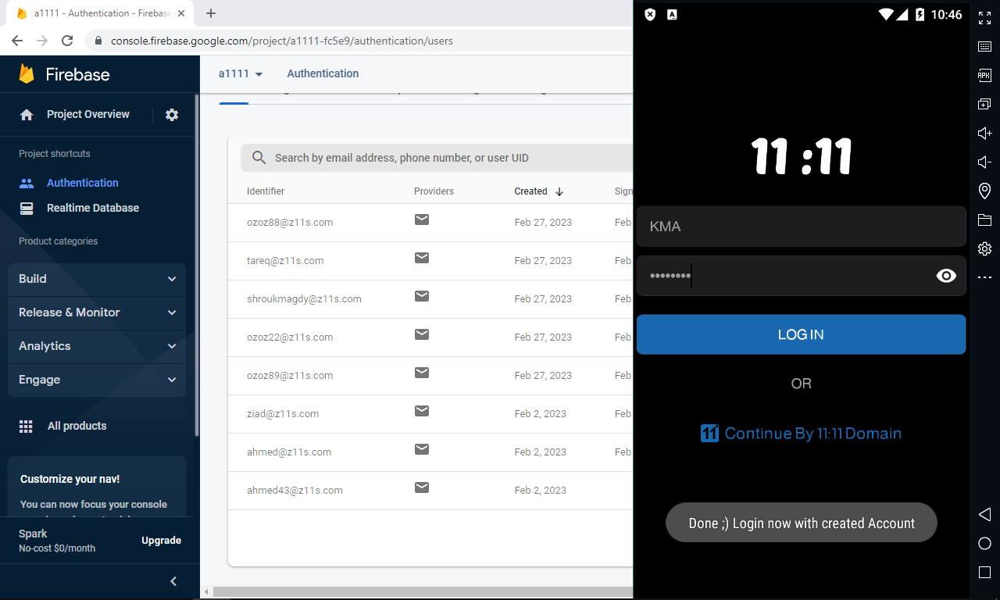 a1111 - Authentication - Firebase
console.firebase.google.com/project/a1111-fc5e9/authentication/users
Firebase
Project Overview
Project shortcuts
Authentication
Realtime Database
Product categories
Build
Release & Monitor
Analytics
Engage
All products
Customize your nav!
You can now focus your console
Spark
No-cost $0/month
Upgrade
a1111
Authentication
Search by email address, phone number, or user UID
Identifier Providers Created Sign
ozoz88@z11s.com Feb 27, 2023 Feb
tareq@z11s.com Feb 27, 2023 Feb
shroukmagdy@z11s.com Feb 27, 2023 Feb
ozoz22@z11s.com Feb 27, 2023 Feb
ozoz89@z11s.com Feb 27, 2023 Feb
ziad@z11s.com Feb 2, 2023 Feb
ahmed@z11s.com Feb 2, 2023 Feb
ahmed43@z11s.com Feb 2, 2023
A
10:46
APK
11:11
KMA
••••••••
LOG IN
OR
11 Continue By 11:11 Domain
Done ;) Login now with created Account